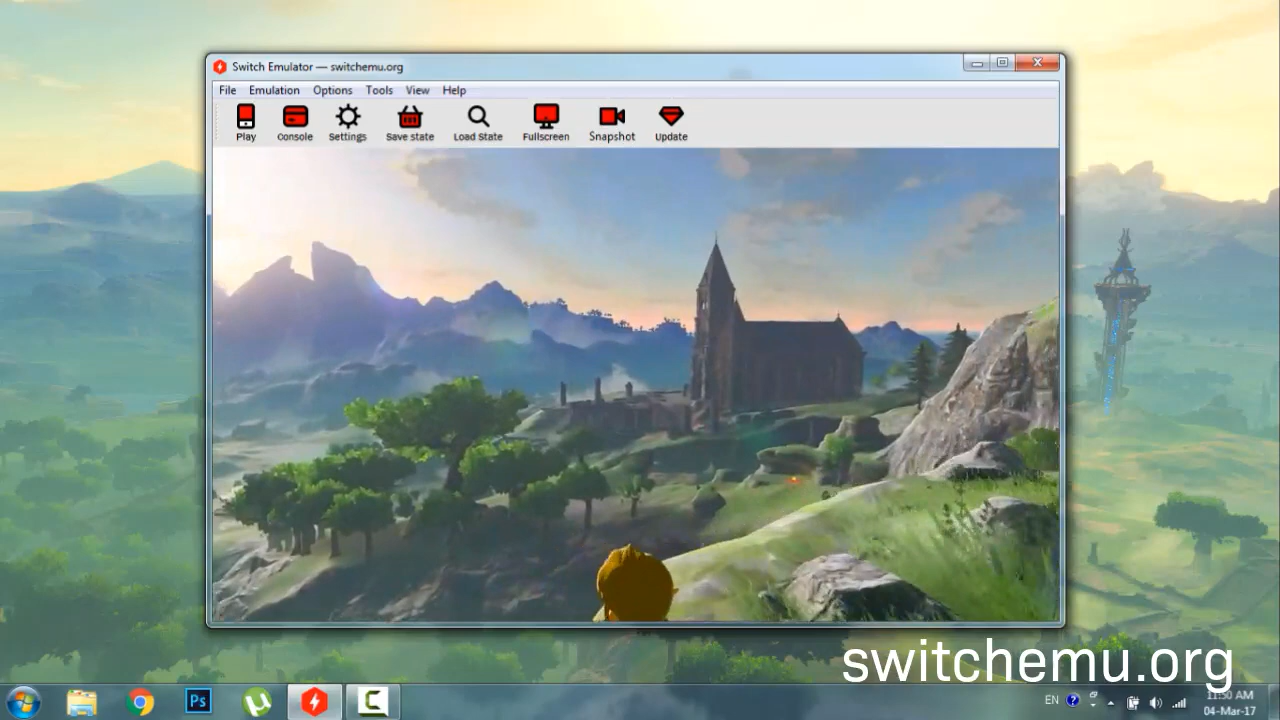 Switch Emulator — switchemu.org
File Emulation Options Tools View Help
Play Console Settings Save state Load State Fullscreen Snapshot Update
switchemu.org
Ps
EN
11:50 AM
04-Mar-17